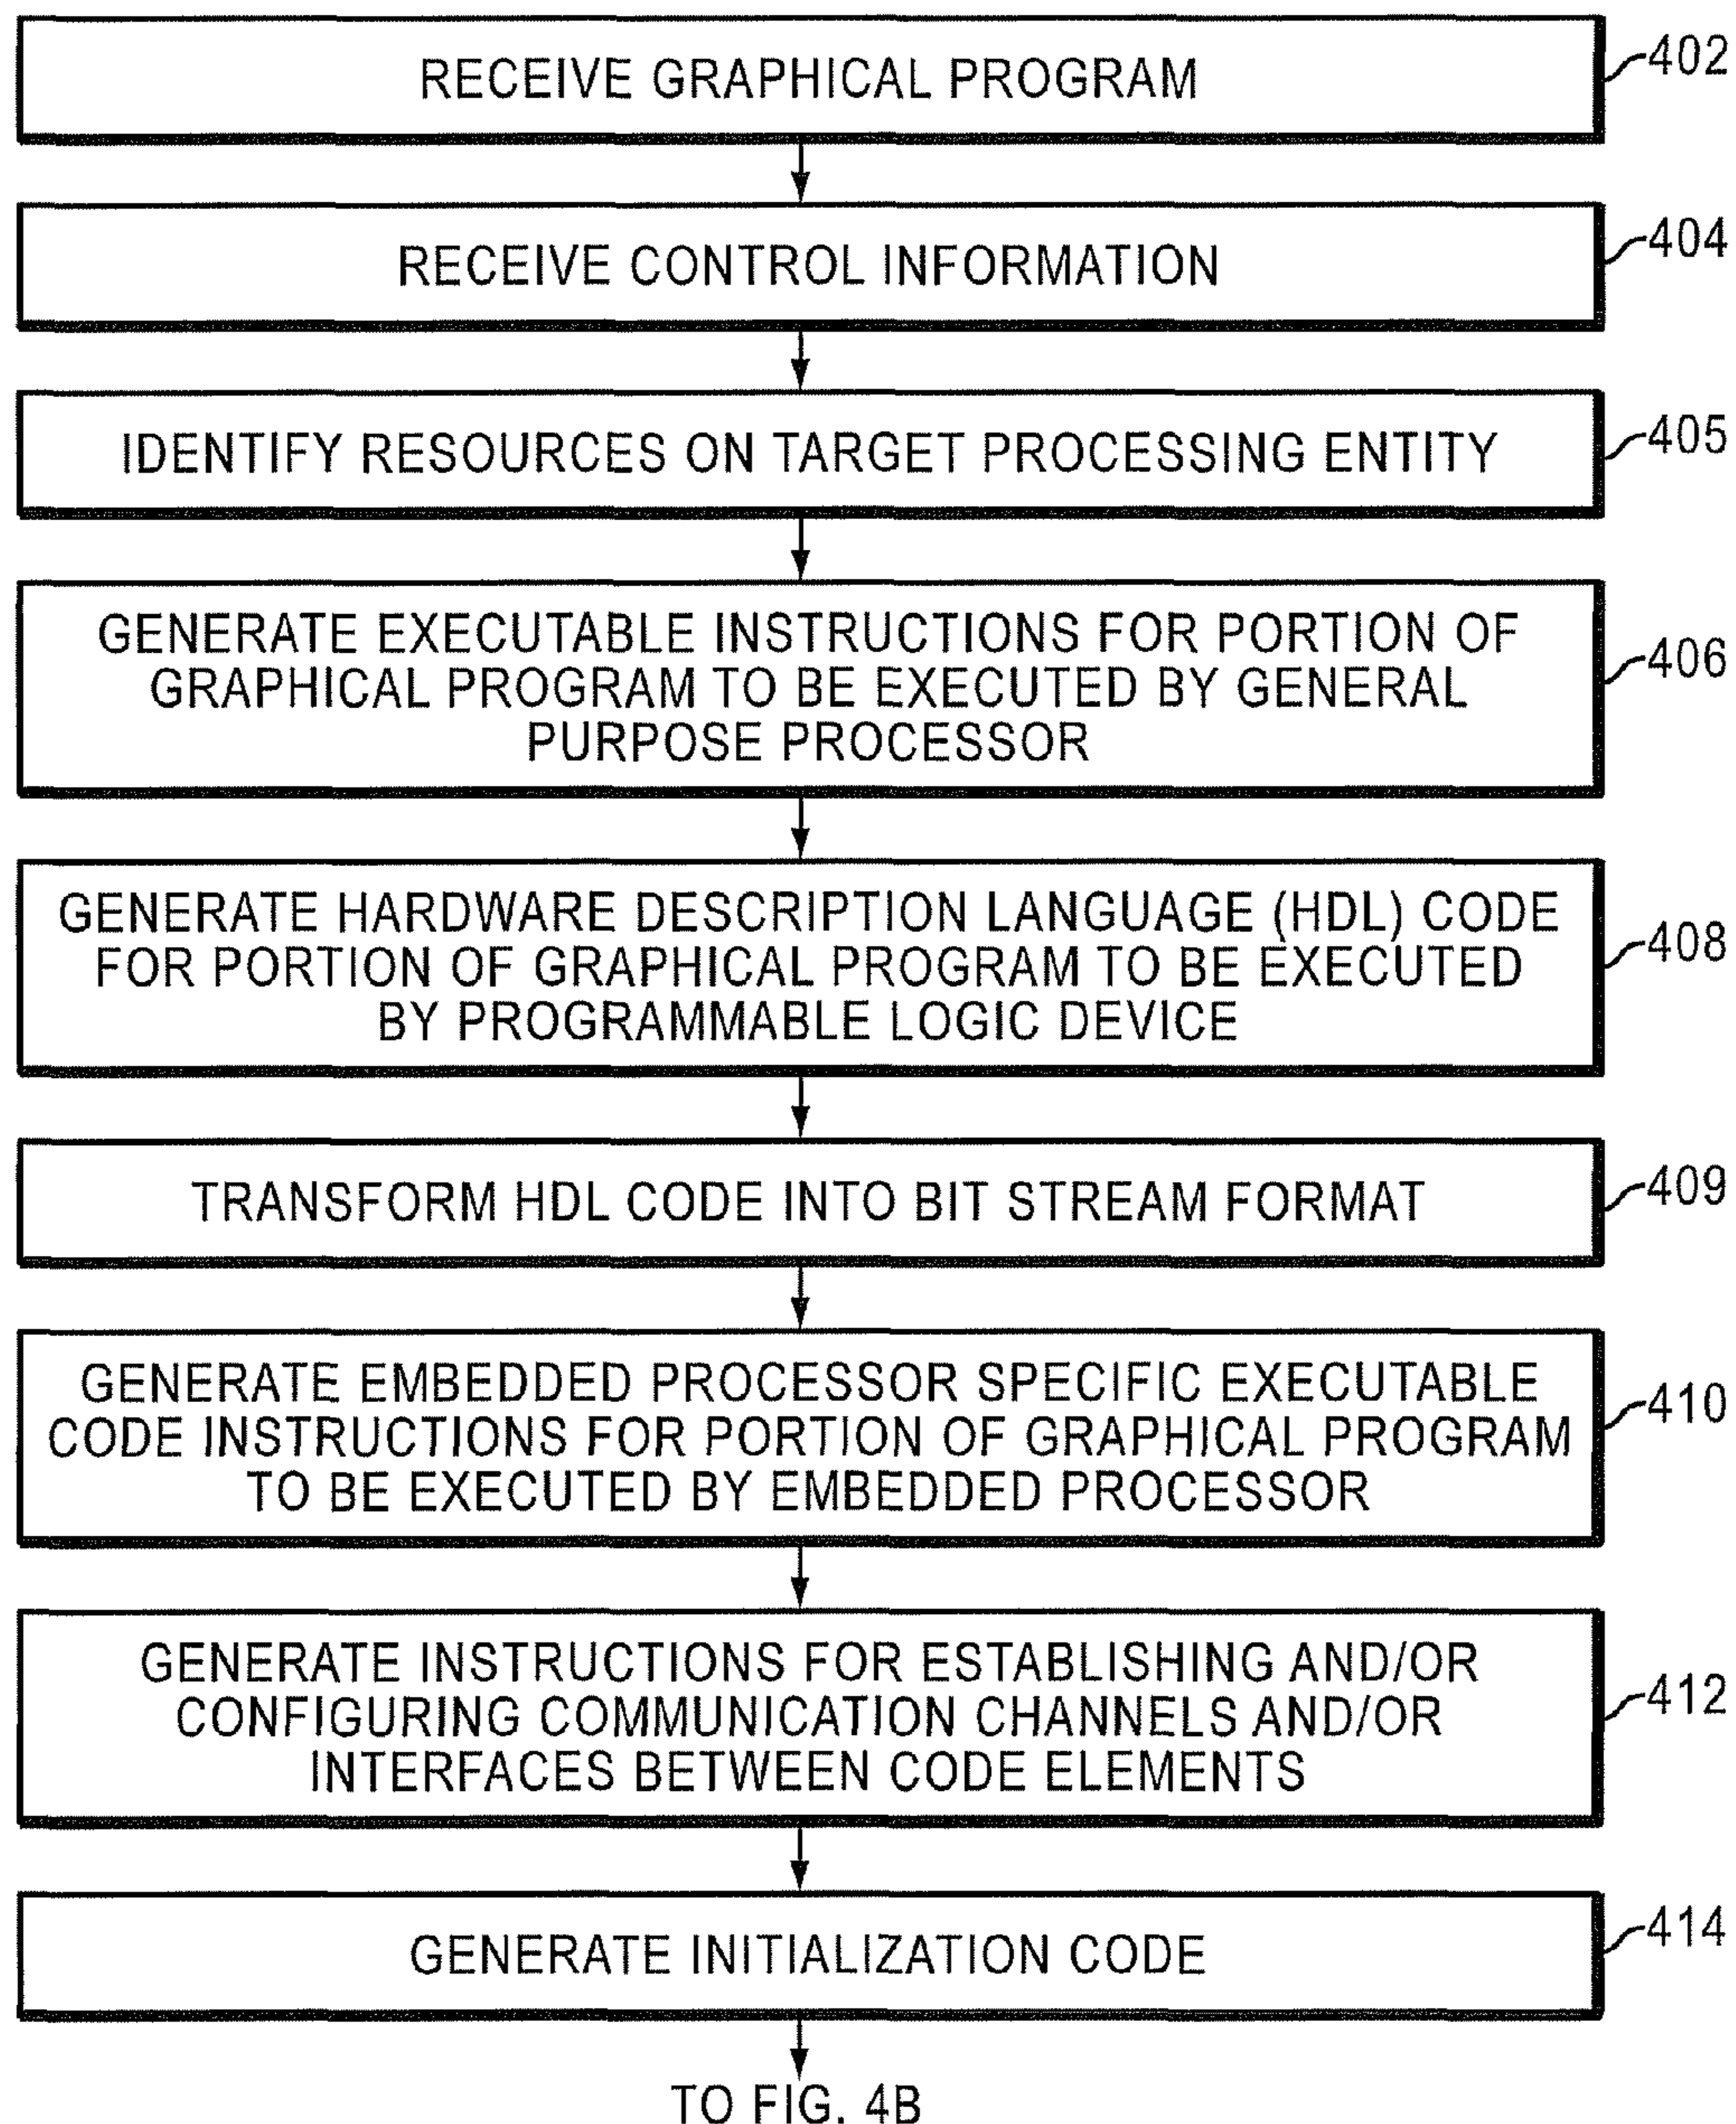 RECEIVE GRAPHICAL PROGRAM
402
RECEIVE CONTROL INFORMATION
404
IDENTIFY RESOURCES ON TARGET PROCESSING ENTITY
405
GENERATE EXECUTABLE INSTRUCTIONS FOR PORTION OF
GRAPHICAL PROGRAM TO BE EXECUTED BY GENERAL
PURPOSE PROCESSOR
406
GENERATE HARDWARE DESCRIPTION LANGUAGE (HDL) CODE
FOR PORTION OF GRAPHICAL PROGRAM TO BE EXECUTED
BY PROGRAMMABLE LOGIC DEVICE
408
TRANSFORM HDL CODE INTO BIT STREAM FORMAT
409
GENERATE EMBEDDED PROCESSOR SPECIFIC EXECUTABLE
CODE INSTRUCTIONS FOR PORTION OF GRAPHICAL PROGRAM
TO BE EXECUTED BY EMBEDDED PROCESSOR
410
GENERATE INSTRUCTIONS FOR ESTABLISHING AND/OR
CONFIGURING COMMUNICATION CHANNELS AND/OR
INTERFACES BETWEEN CODE ELEMENTS
412
GENERATE INITIALIZATION CODE
414
TO FIG. 4B